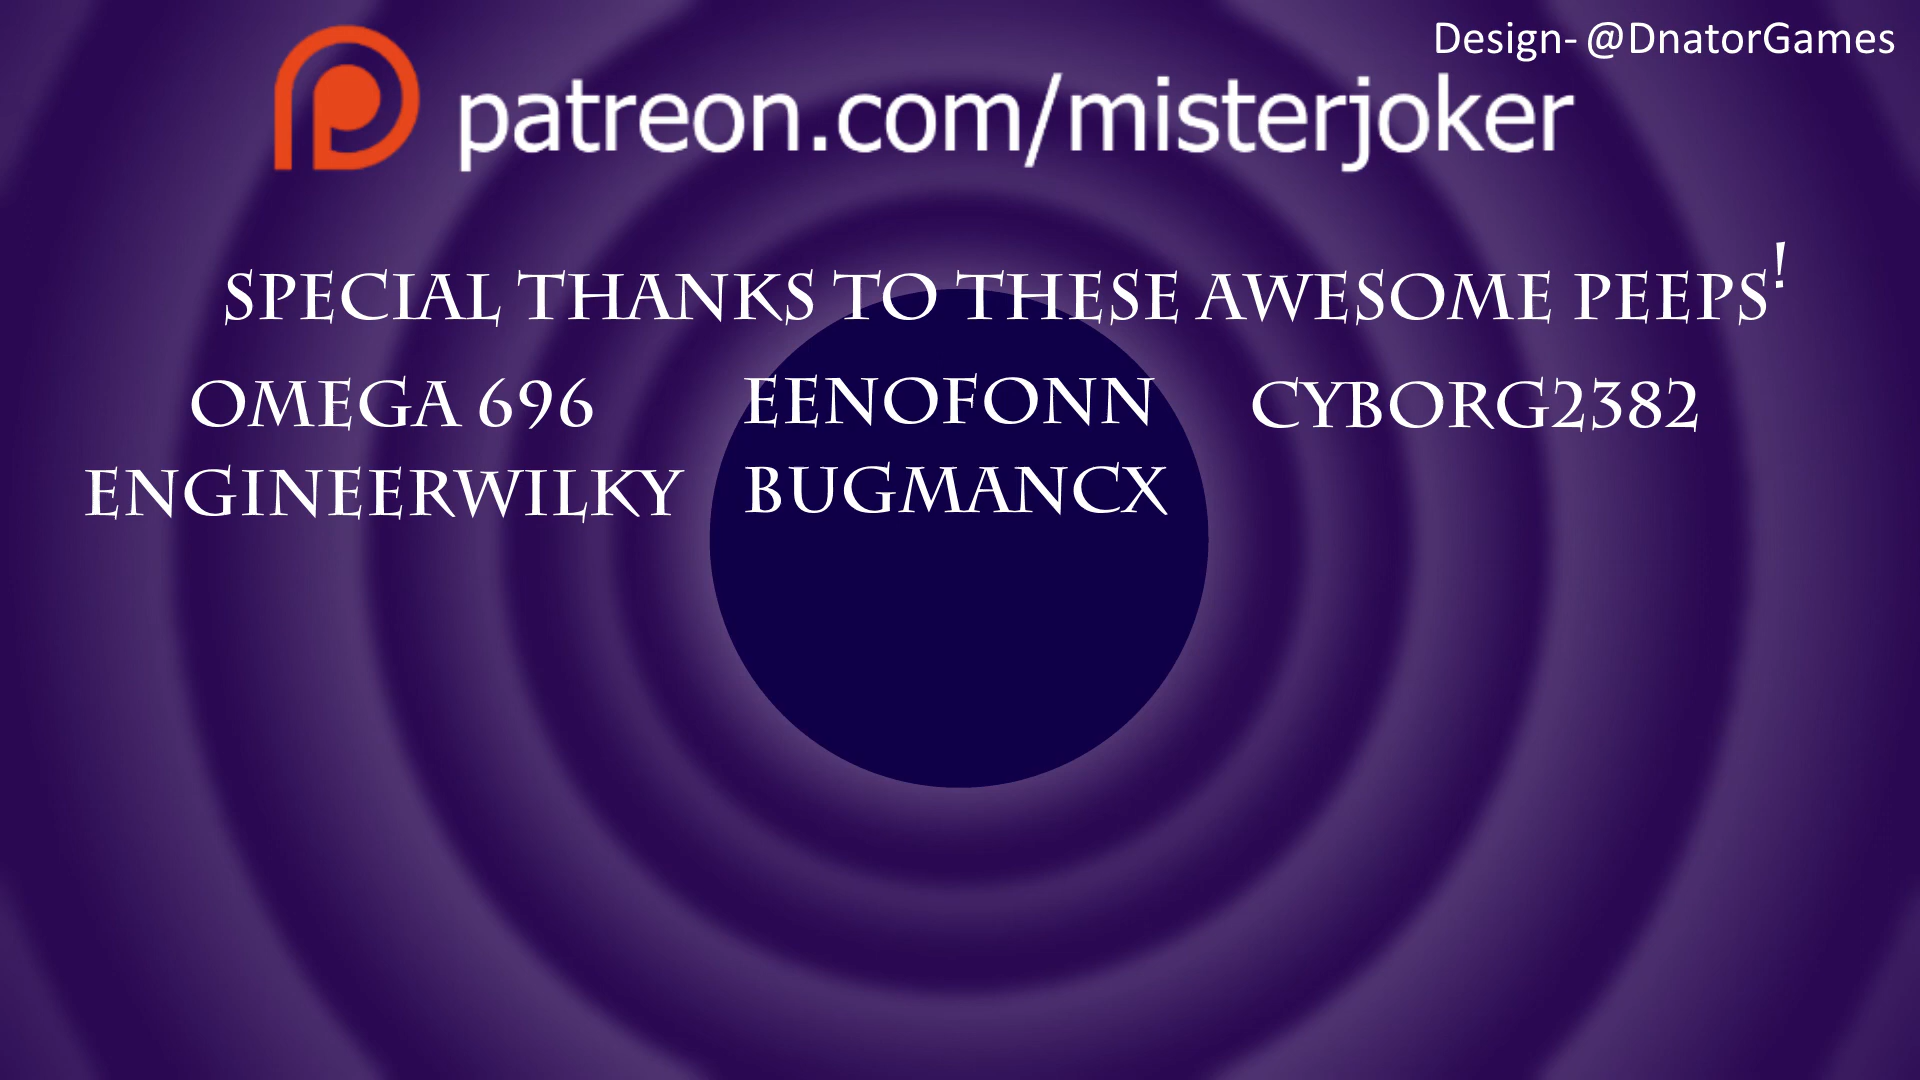 Design- @DnatorGames
patreon.com/misterjoker
SPECIAL THANKS TO THESE AWESOME PEEPS!
OMEGA 696 EENOFONN CYBORG2382
ENGINEERWILKY BUGMANCX